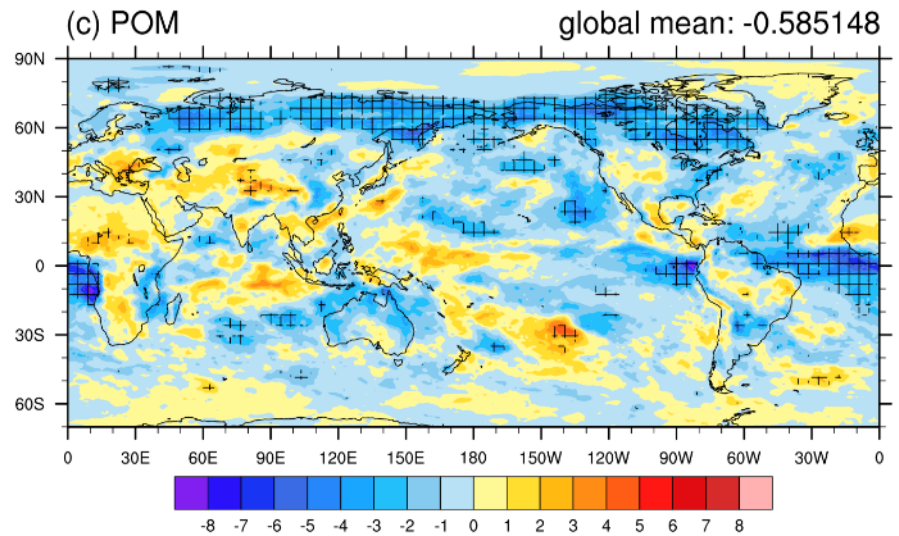 (c) POM global mean: -0.585148
90N
60N
30N
0
30S
60S
0 30E 60E 90E 120E 150E 180 150W 120W 90W 60W 30W 0
-8 -7 -6 -5 -4 -3 -2 -1 0 1 2 3 4 5 6 7 8